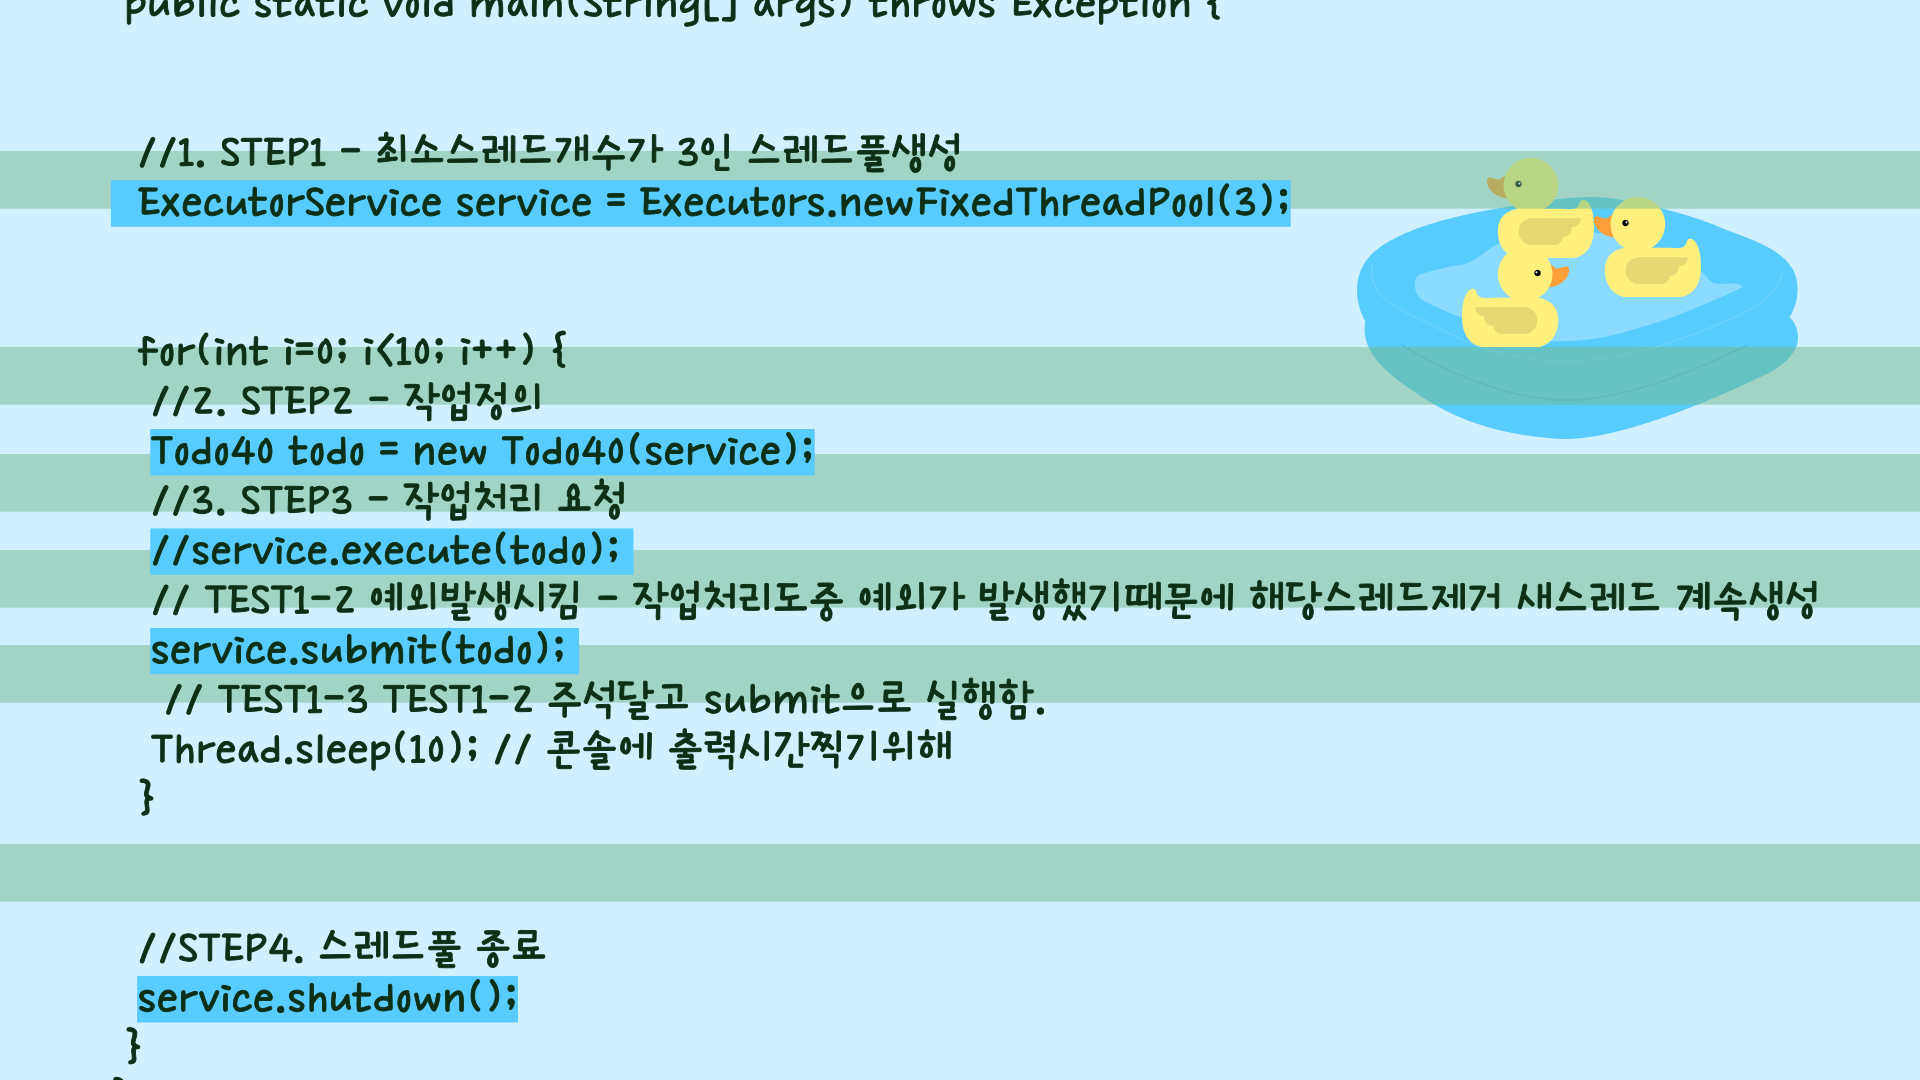 public static void main(String[] args) throws Exception {
//1. STEP1 - 최소스레드개수가 3인 스레드풀생성
ExecutorService service = Executors.newFixedThreadPool(3);
for(int i=0; i<10; i++) {
//2. STEP2 - 작업정의
Todo40 todo = new Todo40(service);
//3. STEP3 - 작업처리 요청
//service.execute(todo);
// TEST1-2 예외발생시킴 - 작업처리도중 예외가 발생했기때문에 해당스레드제거 새스레드 계속생성
service.submit(todo);
// TEST1-3 TEST1-2 주석달고 submit으로 실행함.
Thread.sleep(10); // 콘솔에 출력시간찍기위해
}
//STEP4. 스레드풀 종료
service.shutdown();
}